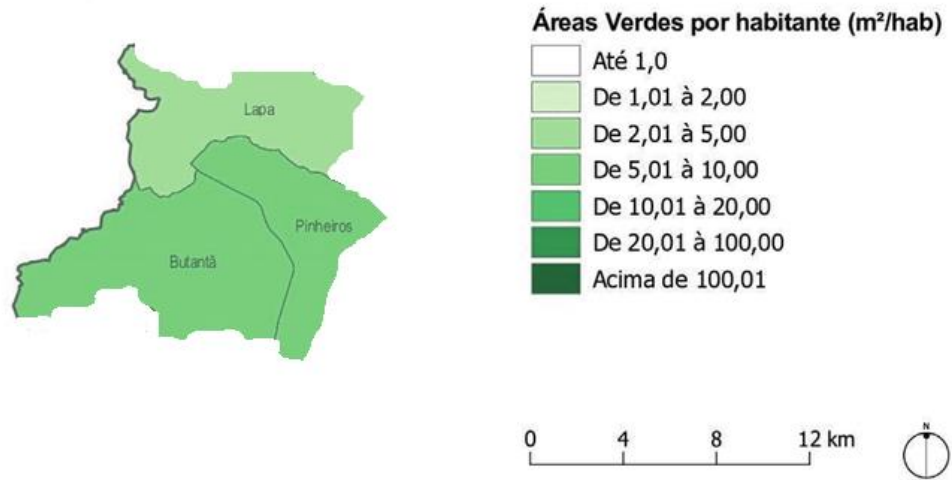 Áreas Verdes por habitante (m²/hab)
Até 1,0
De 1,01 à 2,00
De 2,01 à 5,00
De 5,01 à 10,00
De 10,01 à 20,00
De 20,01 à 100,00
Acima de 100,01
Lapa
Pinheiros
Butantã
0 4 8 12 km
N